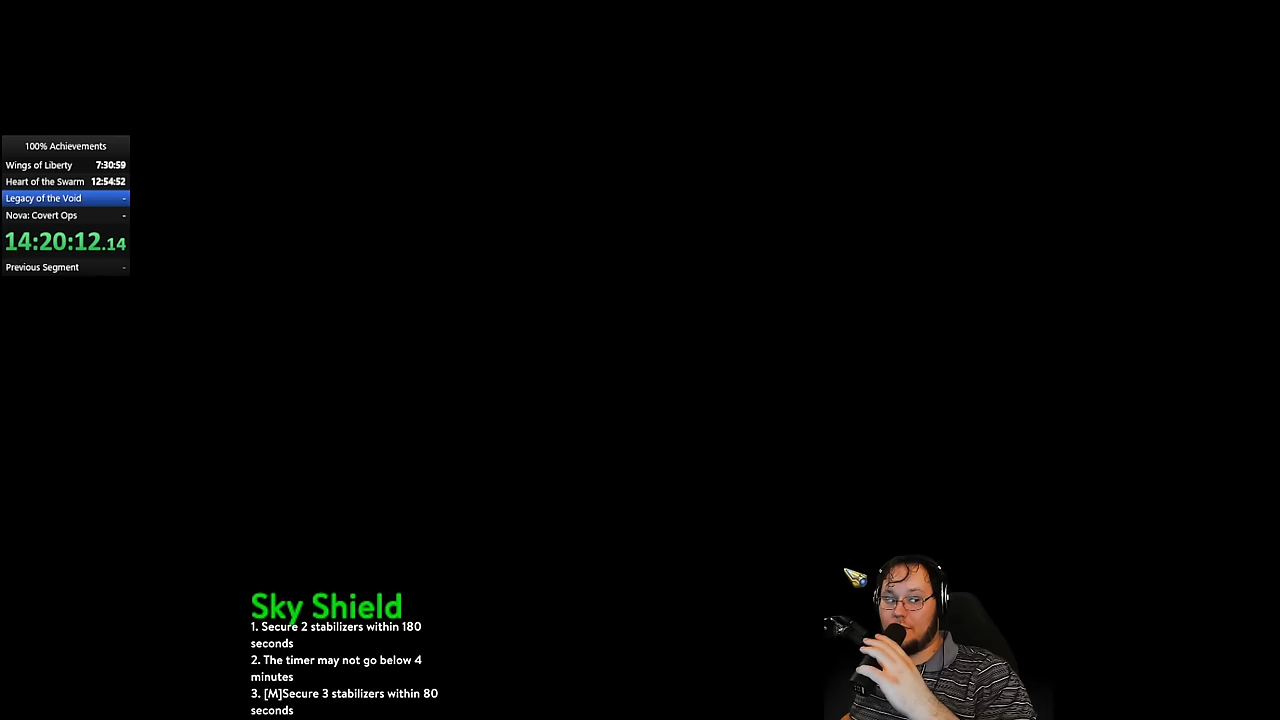 100% Achievements
Wings of Liberty 7:30:59
Heart of the Swarm 12:54:52
Legacy of the Void -
Nova: Covert Ops -
14:20:12.14
Previous Segment -
Sky Shield
1. Secure 2 stabilizers within 180
seconds
2. The timer may not go below 4
minutes
3. [M]Secure 3 stabilizers within 80
seconds